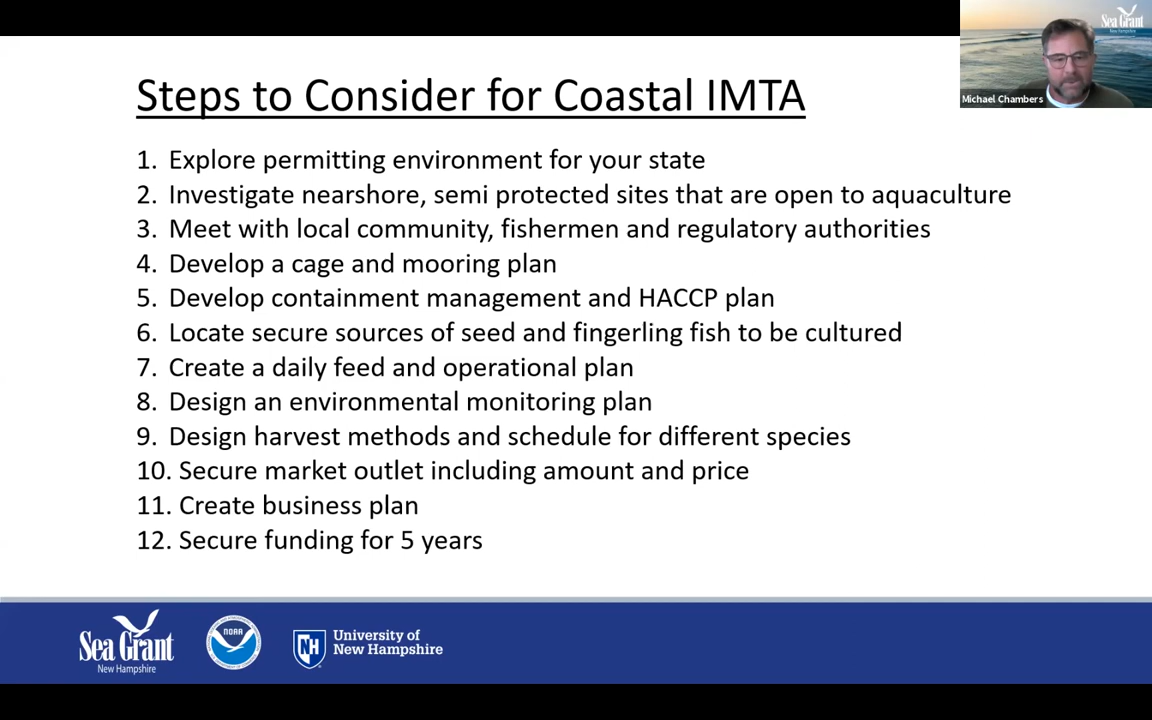 Steps to Consider for Coastal IMTA
1. Explore permitting environment for your state
2. Investigate nearshore, semi protected sites that are open to aquaculture
3. Meet with local community, fishermen and regulatory authorities
4. Develop a cage and mooring plan
5. Develop containment management and HACCP plan
6. Locate secure sources of seed and fingerling fish to be cultured
7. Create a daily feed and operational plan
8. Design an environmental monitoring plan
9. Design harvest methods and schedule for different species
10. Secure market outlet including amount and price
11. Create business plan
12. Secure funding for 5 years
Sea Grant
New Hampshire
Michael Chambers
Sea Grant
New Hampshire
NOAA
NH
University of
New Hampshire